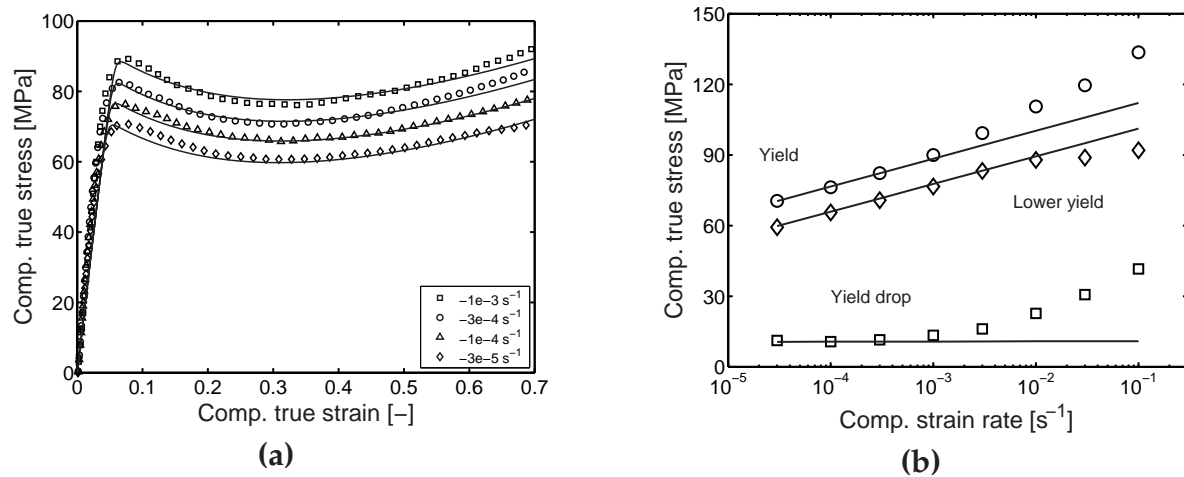 100
80
60
40
20
0
0
0.1
0.2
0.3
0.4
0.5
0.6
0.7
Comp. true stress [MPa]
Comp. true strain [−]
−1e−3 s⁻¹
−3e−4 s⁻¹
−1e−4 s⁻¹
−3e−5 s⁻¹
(a)
150
120
90
60
30
0
10⁻⁵
10⁻⁴
10⁻³
10⁻²
10⁻¹
Comp. true stress [MPa]
Comp. strain rate [s⁻¹]
Yield
Lower yield
Yield drop
(b)